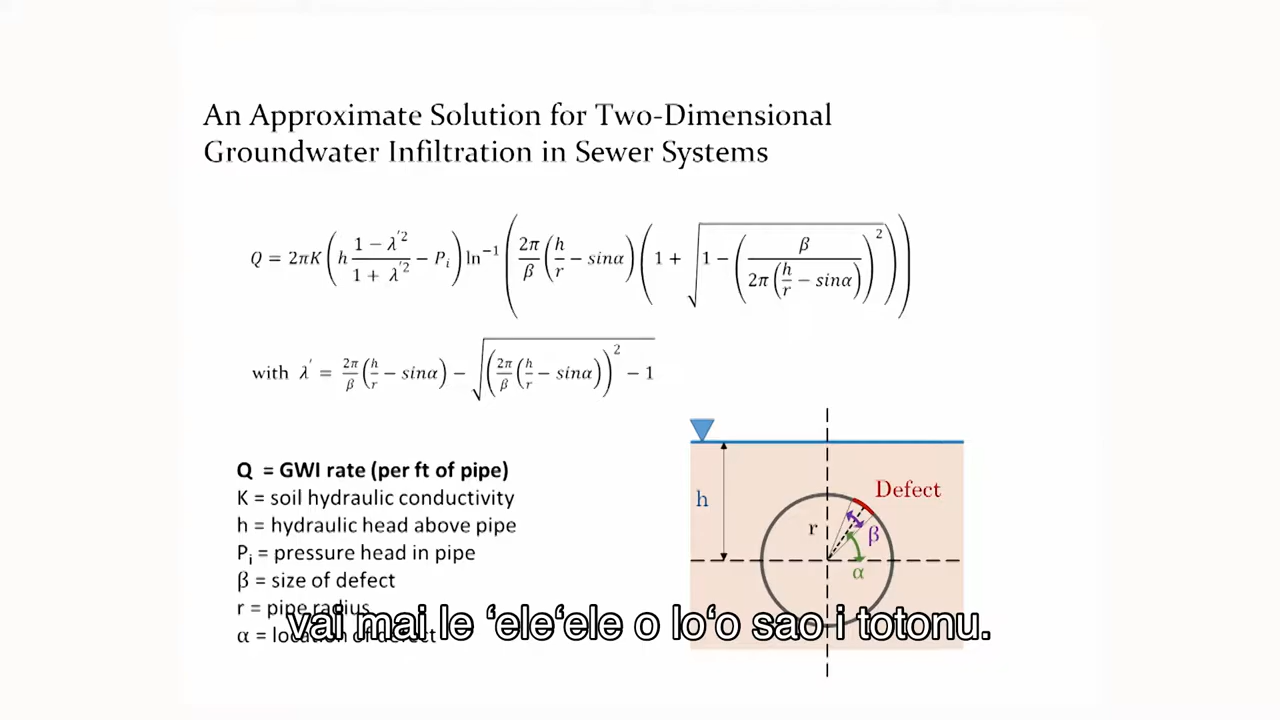 An Approximate Solution for Two-Dimensional
Groundwater Infiltration in Sewer Systems
Q = 2πK(h (1 − λ′²)/(1 + λ′²) − Pᵢ) ln⁻¹(2π/β (h/r − sinα)(1 + √(1 − (β/(2π(h/r − sinα)))²)))
with λ′ = 2π/β (h/r − sinα) − √((2π/β (h/r − sinα))² − 1)
Q = GWI rate (per ft of pipe)
K = soil hydraulic conductivity
h = hydraulic head above pipe
Pᵢ = pressure head in pipe
β = size of defect
r = pipe radius
α = location of defect
h
Defect
r
β
α
vai mai le ʻeleʻele o loʻo sao i totonu.